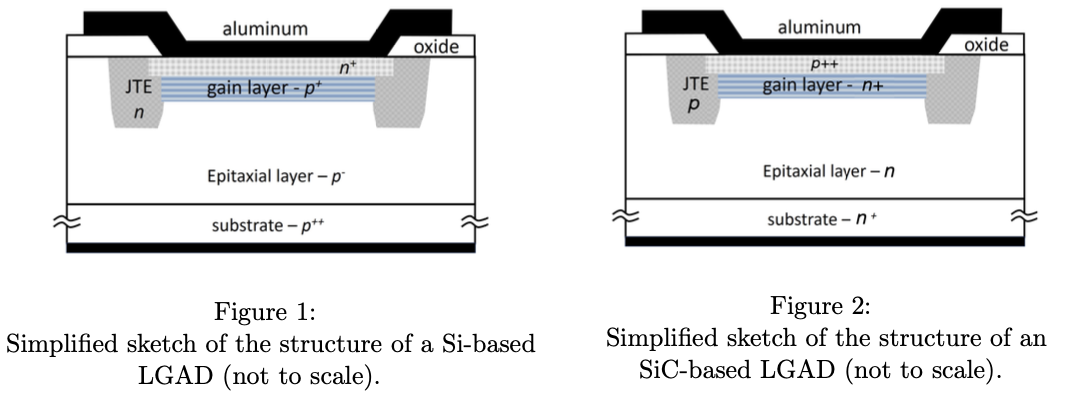 aluminum
oxide
n⁺
JTE
gain layer - p⁺
n
Epitaxial layer – p⁻
substrate – p⁺⁺
Figure 1:
Simplified sketch of the structure of a Si-based
LGAD (not to scale).
aluminum
oxide
p++
JTE
gain layer - n+
p
Epitaxial layer – n
substrate – n⁺
Figure 2:
Simplified sketch of the structure of an
SiC-based LGAD (not to scale).